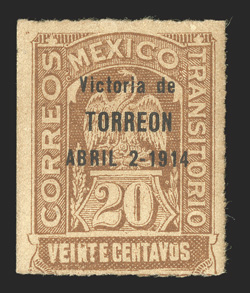 CORREOS
MEXICO
TRANSITORIO
Victoria de
TORREON
ABRIL 2-1914
20
VEINTE CENTAVOS